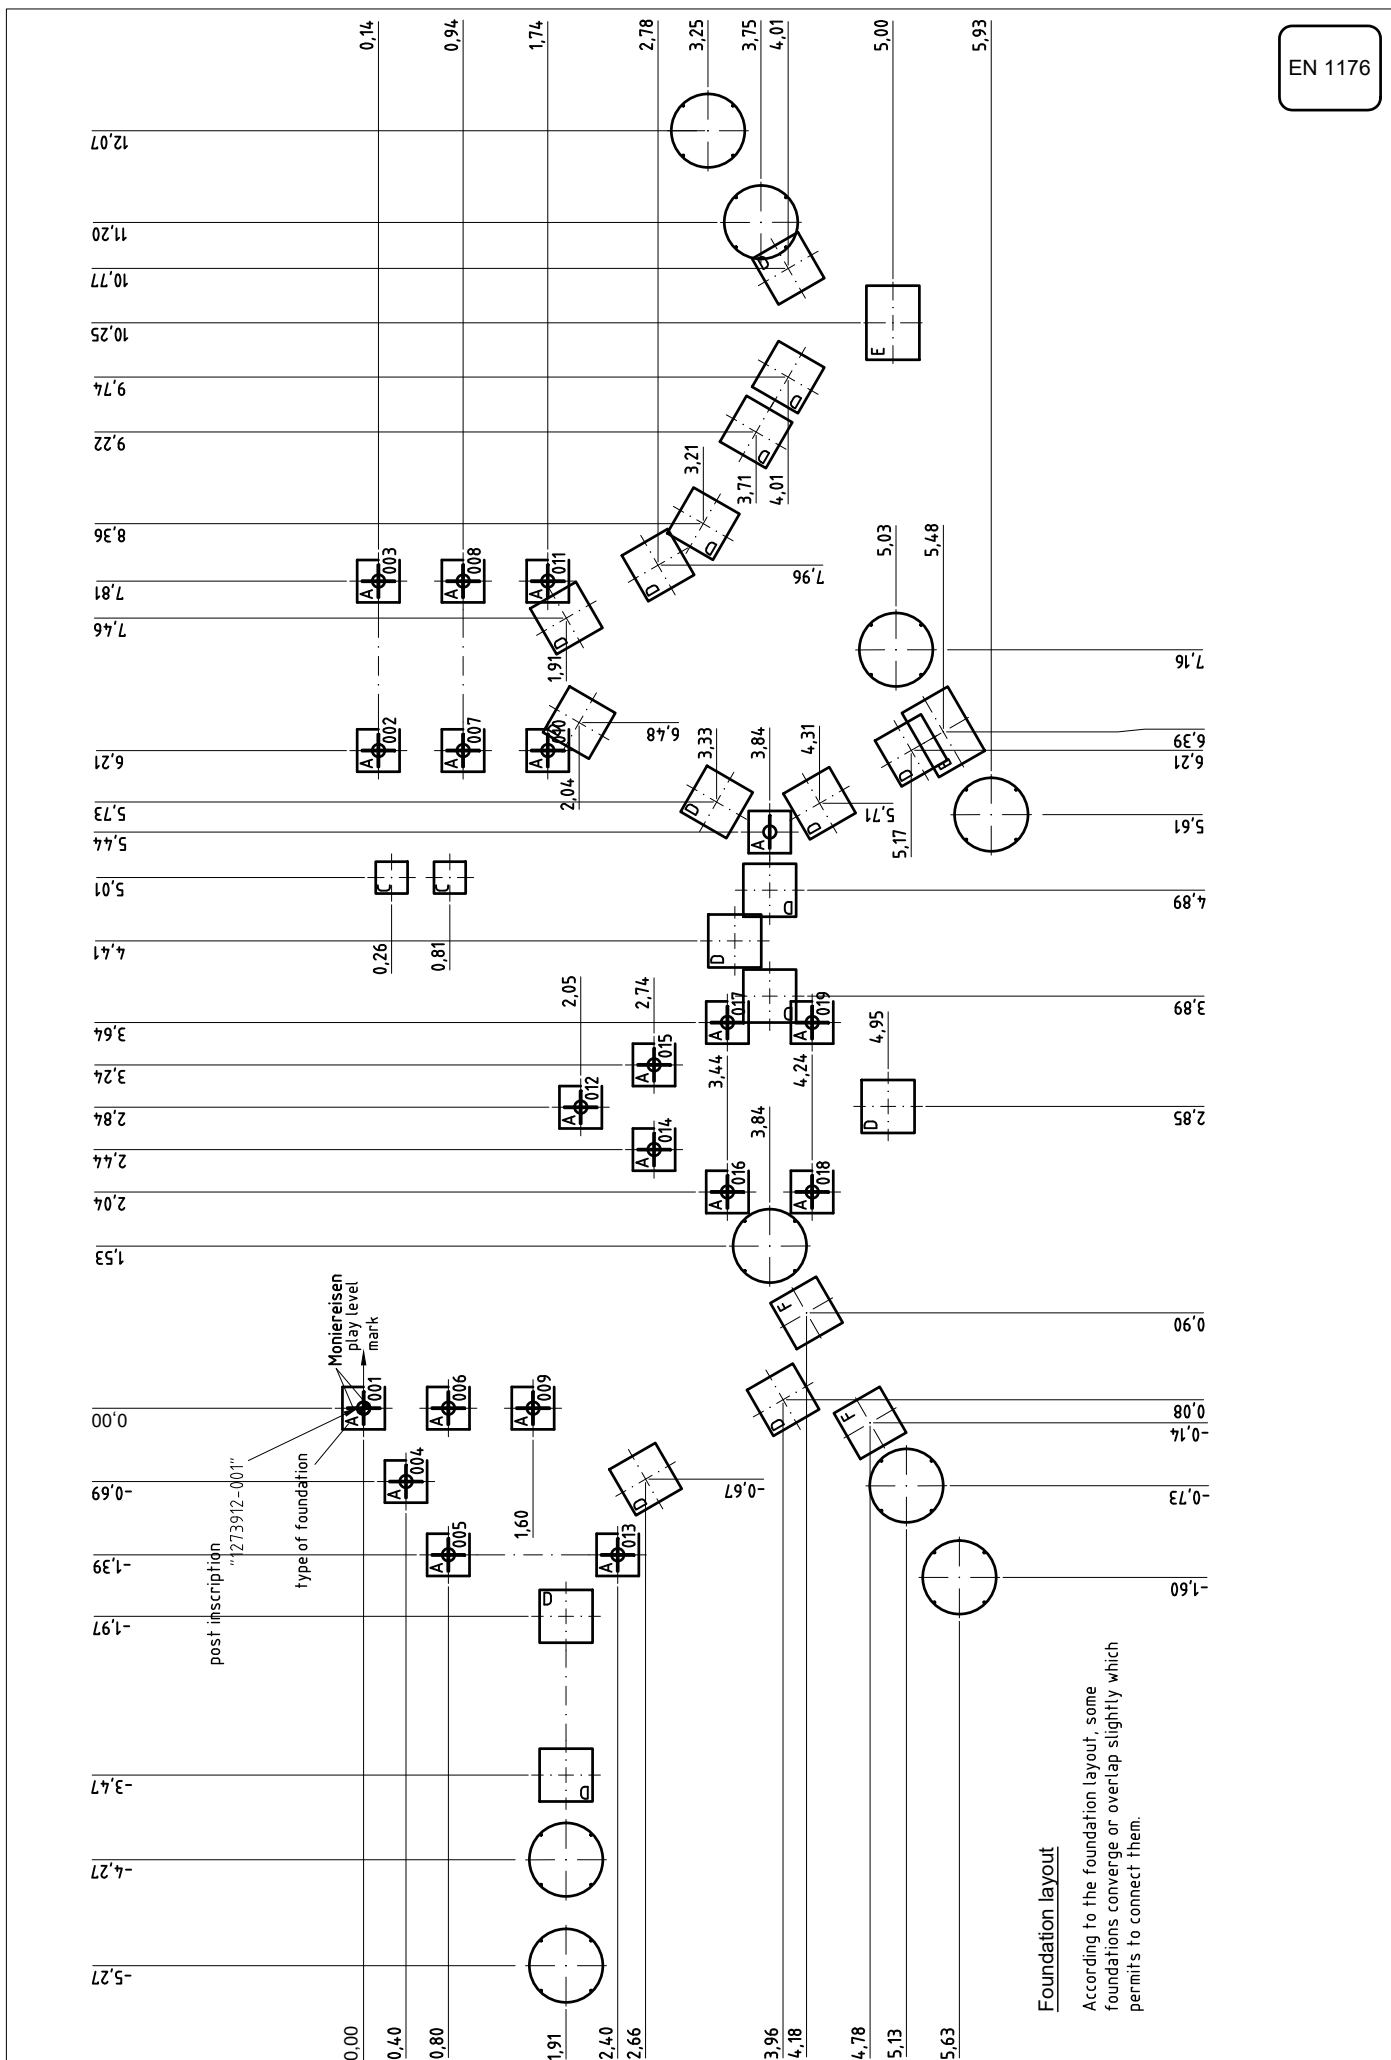 0,14
0,94
1,74
2,78
3,25
3,75
4,01
5,00
5,93
EN 1176
12,07
11,20
10,77
D
10,25
E
9,74
D
9,22
D
3,21
3,71
4,01
8,36
D
D
7,96
5,03
5,48
7,81
A
003
A
008
A
011
7,46
D
1,91
7,16
6,21
A
002
A
007
010
6,48
2,04
3,33
3,84
4,31
6,39
6,21
D
E
5,17
5,73
D
D
5,71
5,44
A
5,61
5,01
C
C
0,26
0,81
4,89
D
4,41
D
2,05
2,74
3,89
D
3,64
A
017
A
019
4,95
3,24
A
015
3,44
4,24
2,84
A
012
D
2,85
2,44
A
014
3,84
2,04
A
016
A
018
1,53
Moniereisen
play level
mark
F
0,90
0,00
A
001
A
006
A
009
D
0,08
F
-0,14
post inscription
"1273912-001"
type of foundation
-0,69
A
004
D
-0,67
-0,73
1,60
-1,39
A
005
A
013
-1,60
-1,97
D
-3,47
D
-4,27
-5,27
Foundation layout
According to the foundation layout, some
foundations converge or overlap slightly which
permits to connect them.
0,00
0,40
0,80
1,91
2,40
2,66
3,96
4,18
4,78
5,13
5,63